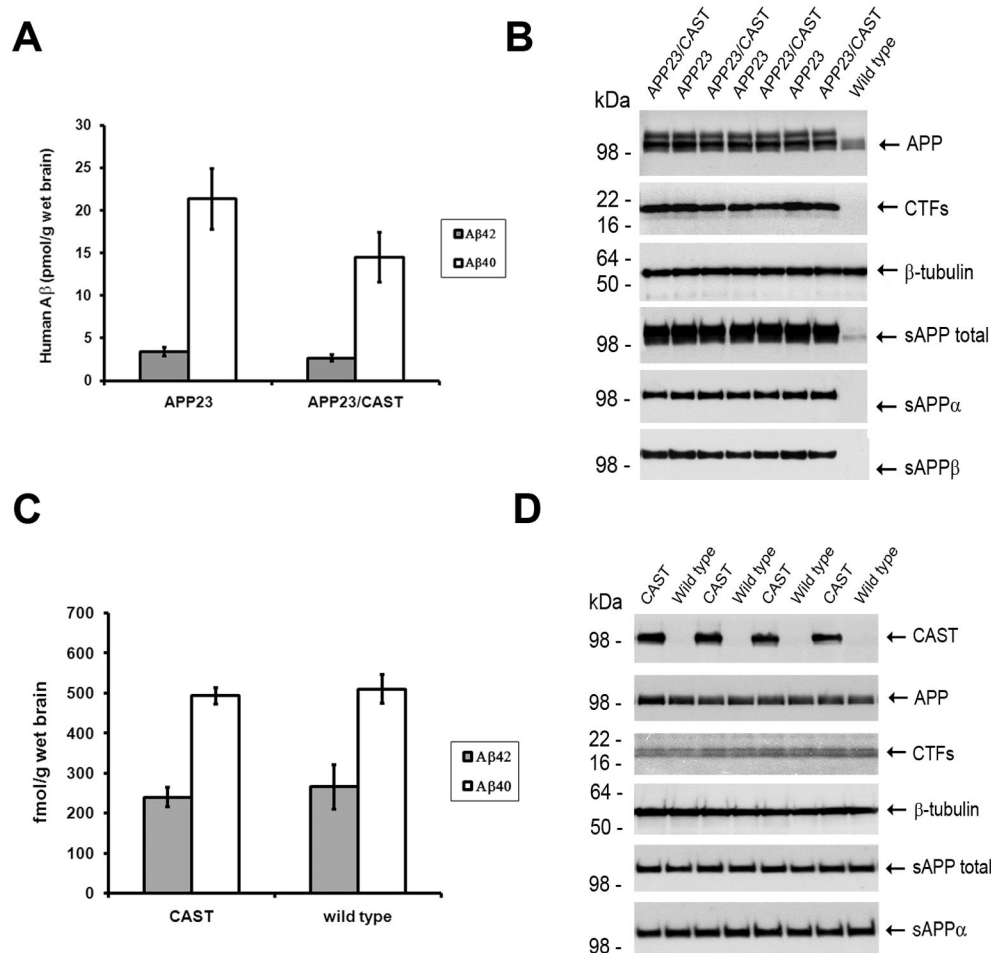 A
Human Aβ (pmol/g wet brain)
30
25
20
15
10
5
0
APP23
APP23/CAST
Aβ42
Aβ40
B
kDa
APP23/CAST
APP23
APP23/CAST
APP23
APP23/CAST
APP23
APP23/CAST
Wild type
98 -
← APP
22 -
16 -
← CTFs
64 -
50 -
← β-tubulin
98 -
← sAPP total
98 -
← sAPPα
98 -
← sAPPβ
C
fmol/g wet brain
700
600
500
400
300
200
100
0
CAST
wild type
Aβ42
Aβ40
D
kDa
CAST
Wild type
CAST
Wild type
CAST
Wild type
CAST
Wild type
98 -
← CAST
98 -
← APP
22 -
16 -
← CTFs
64 -
50 -
← β-tubulin
98 -
← sAPP total
98 -
← sAPPα